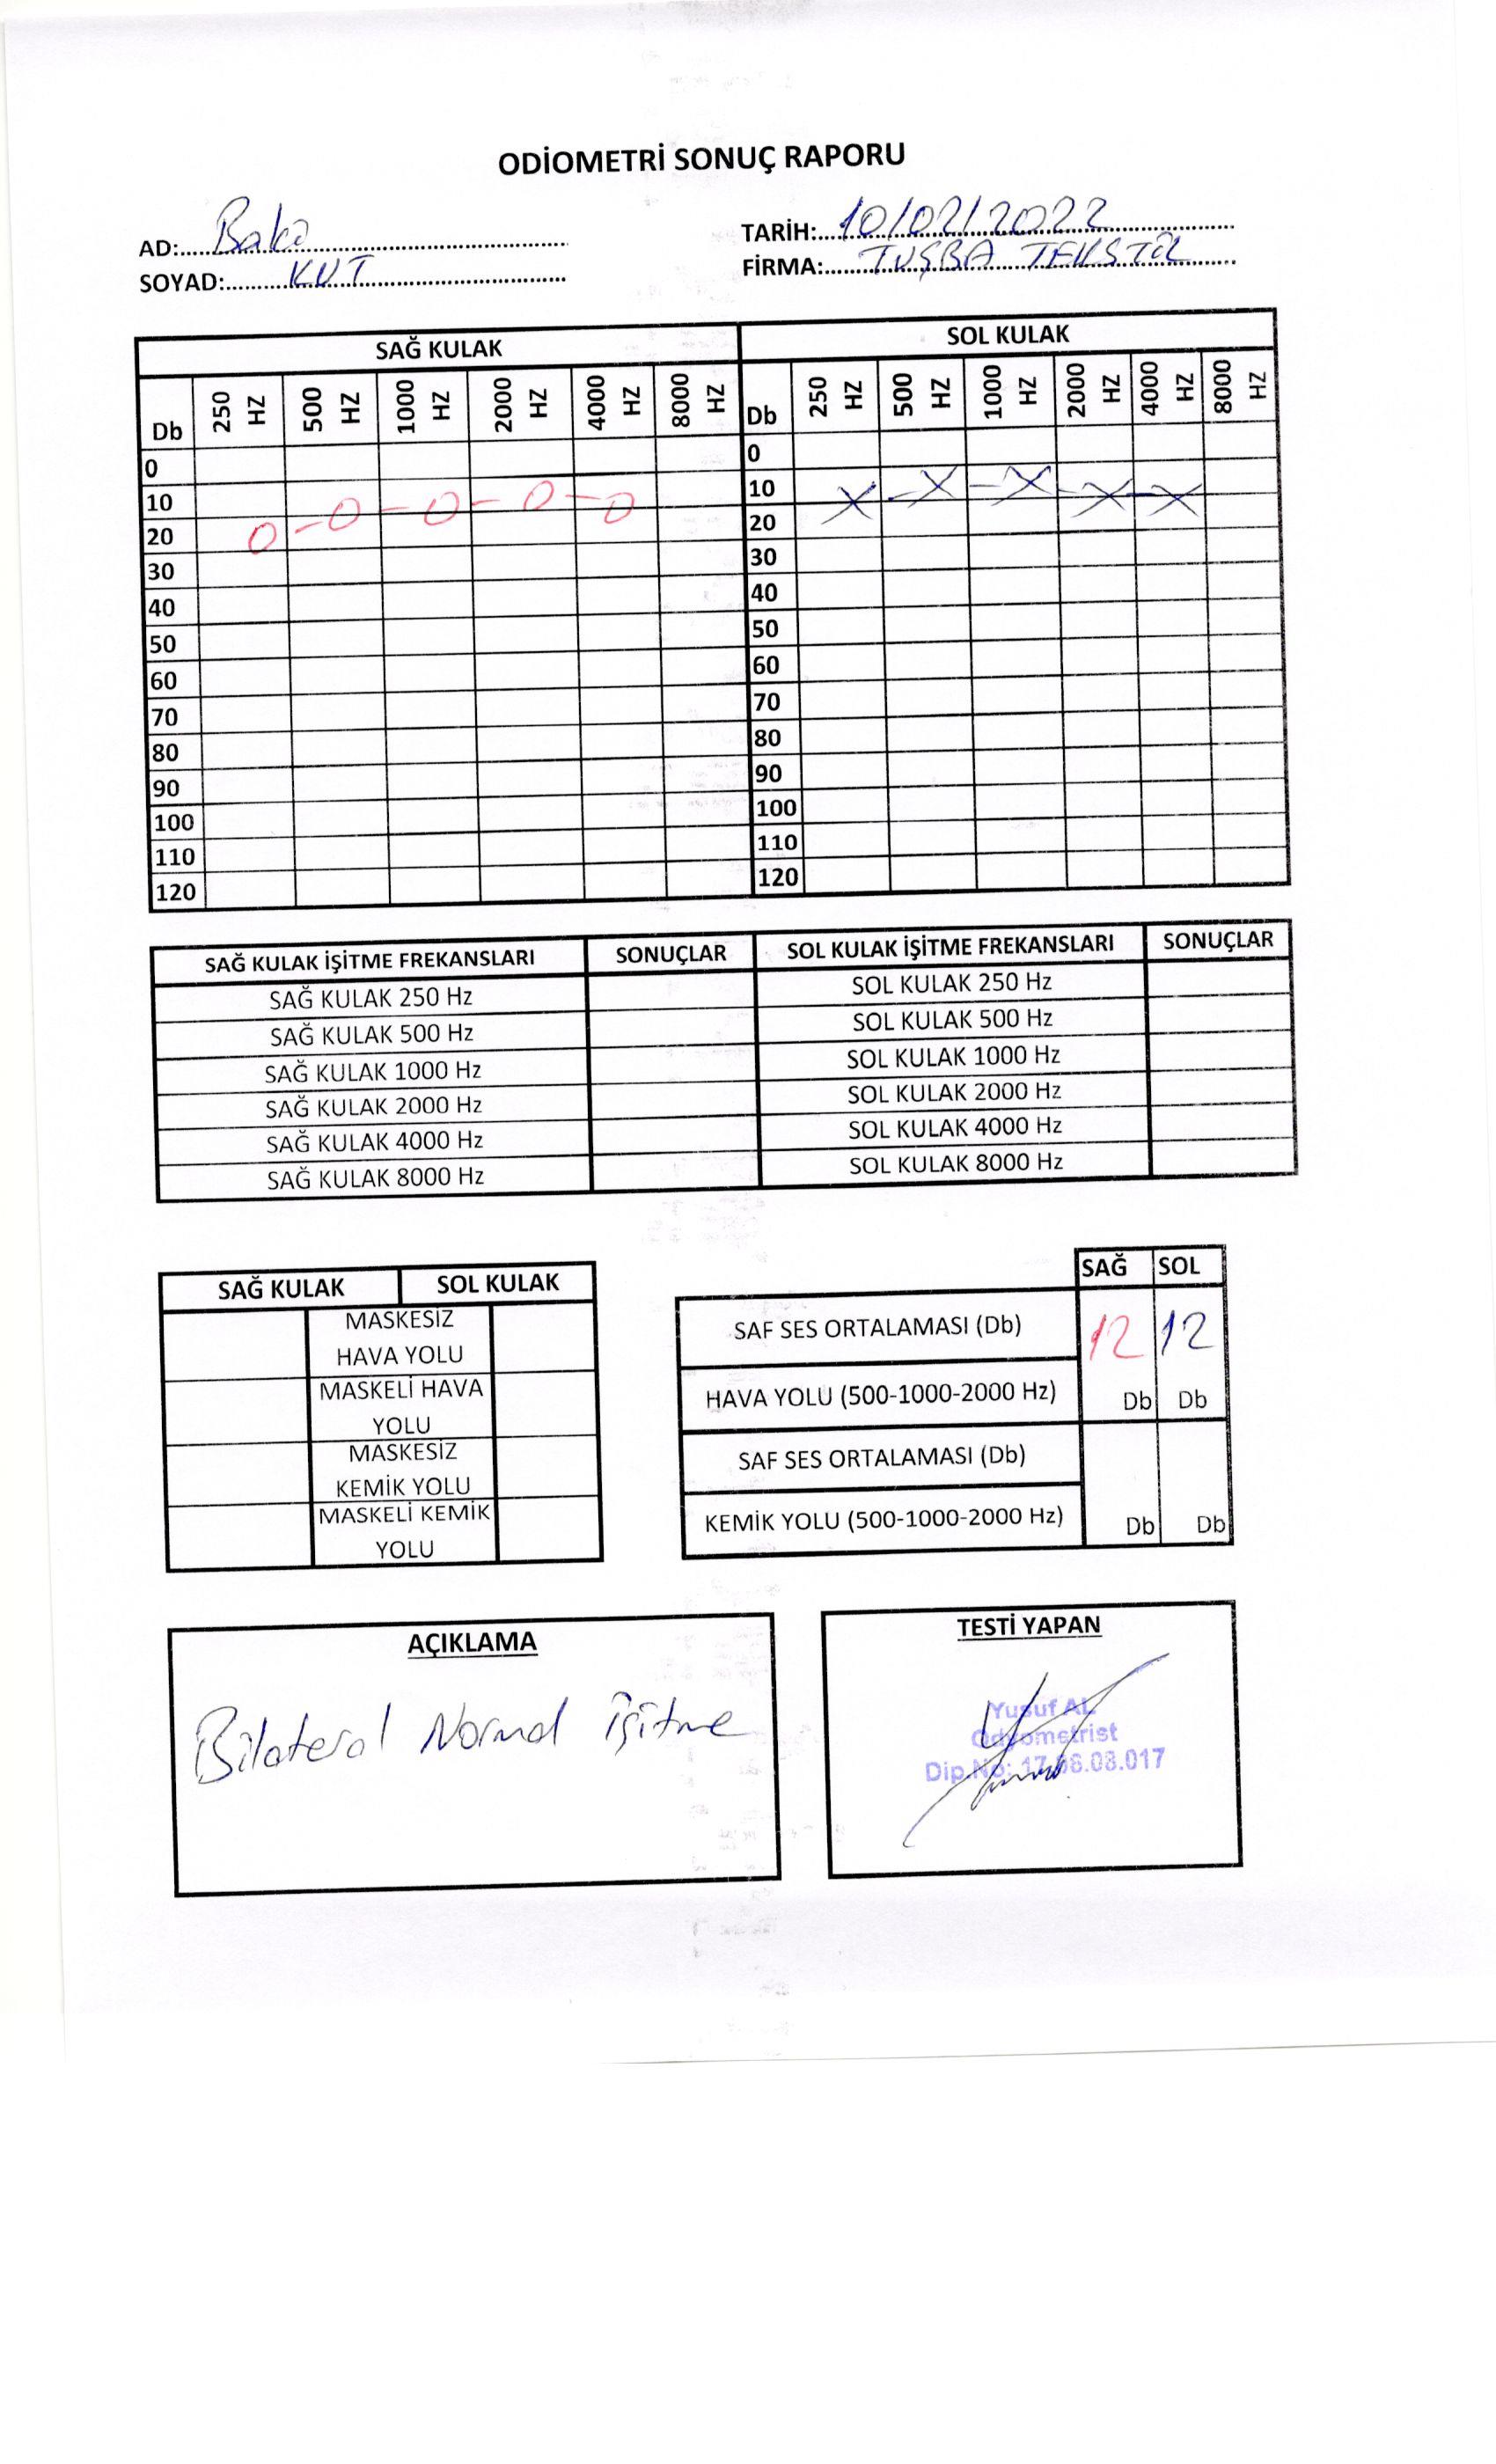 ODİOMETRİ SONUÇ RAPORU
AD: Baki
SOYAD: KUT
TARİH: 10/02/2022
FİRMA: TUŞBA TEKSTİL
SAĞ KULAK SOL KULAK
Db 250 HZ 500 HZ 1000 HZ 2000 HZ 4000 HZ 8000 HZ Db 250 HZ 500 HZ 1000 HZ 2000 HZ 4000 HZ 8000 HZ
0 0
10 10
20 20
30 30
40 40
50 50
60 60
70 70
80 80
90 90
100 100
110 110
120 120
SAĞ KULAK İŞİTME FREKANSLARI SONUÇLAR SOL KULAK İŞİTME FREKANSLARI SONUÇLAR
SAĞ KULAK 250 Hz SOL KULAK 250 Hz
SAĞ KULAK 500 Hz SOL KULAK 500 Hz
SAĞ KULAK 1000 Hz SOL KULAK 1000 Hz
SAĞ KULAK 2000 Hz SOL KULAK 2000 Hz
SAĞ KULAK 4000 Hz SOL KULAK 4000 Hz
SAĞ KULAK 8000 Hz SOL KULAK 8000 Hz
SAĞ KULAK SOL KULAK
MASKESİZ
HAVA YOLU
MASKELİ HAVA
YOLU
MASKESİZ
KEMİK YOLU
MASKELİ KEMİK
YOLU
SAĞ SOL
SAF SES ORTALAMASI (Db) 12 12
HAVA YOLU (500-1000-2000 Hz) Db Db
SAF SES ORTALAMASI (Db)
KEMİK YOLU (500-1000-2000 Hz) Db Db
AÇIKLAMA
Bilateral Normal işitme
TESTİ YAPAN
Yusuf AL
Odyometrist
Dip.No: 17.06.08.017